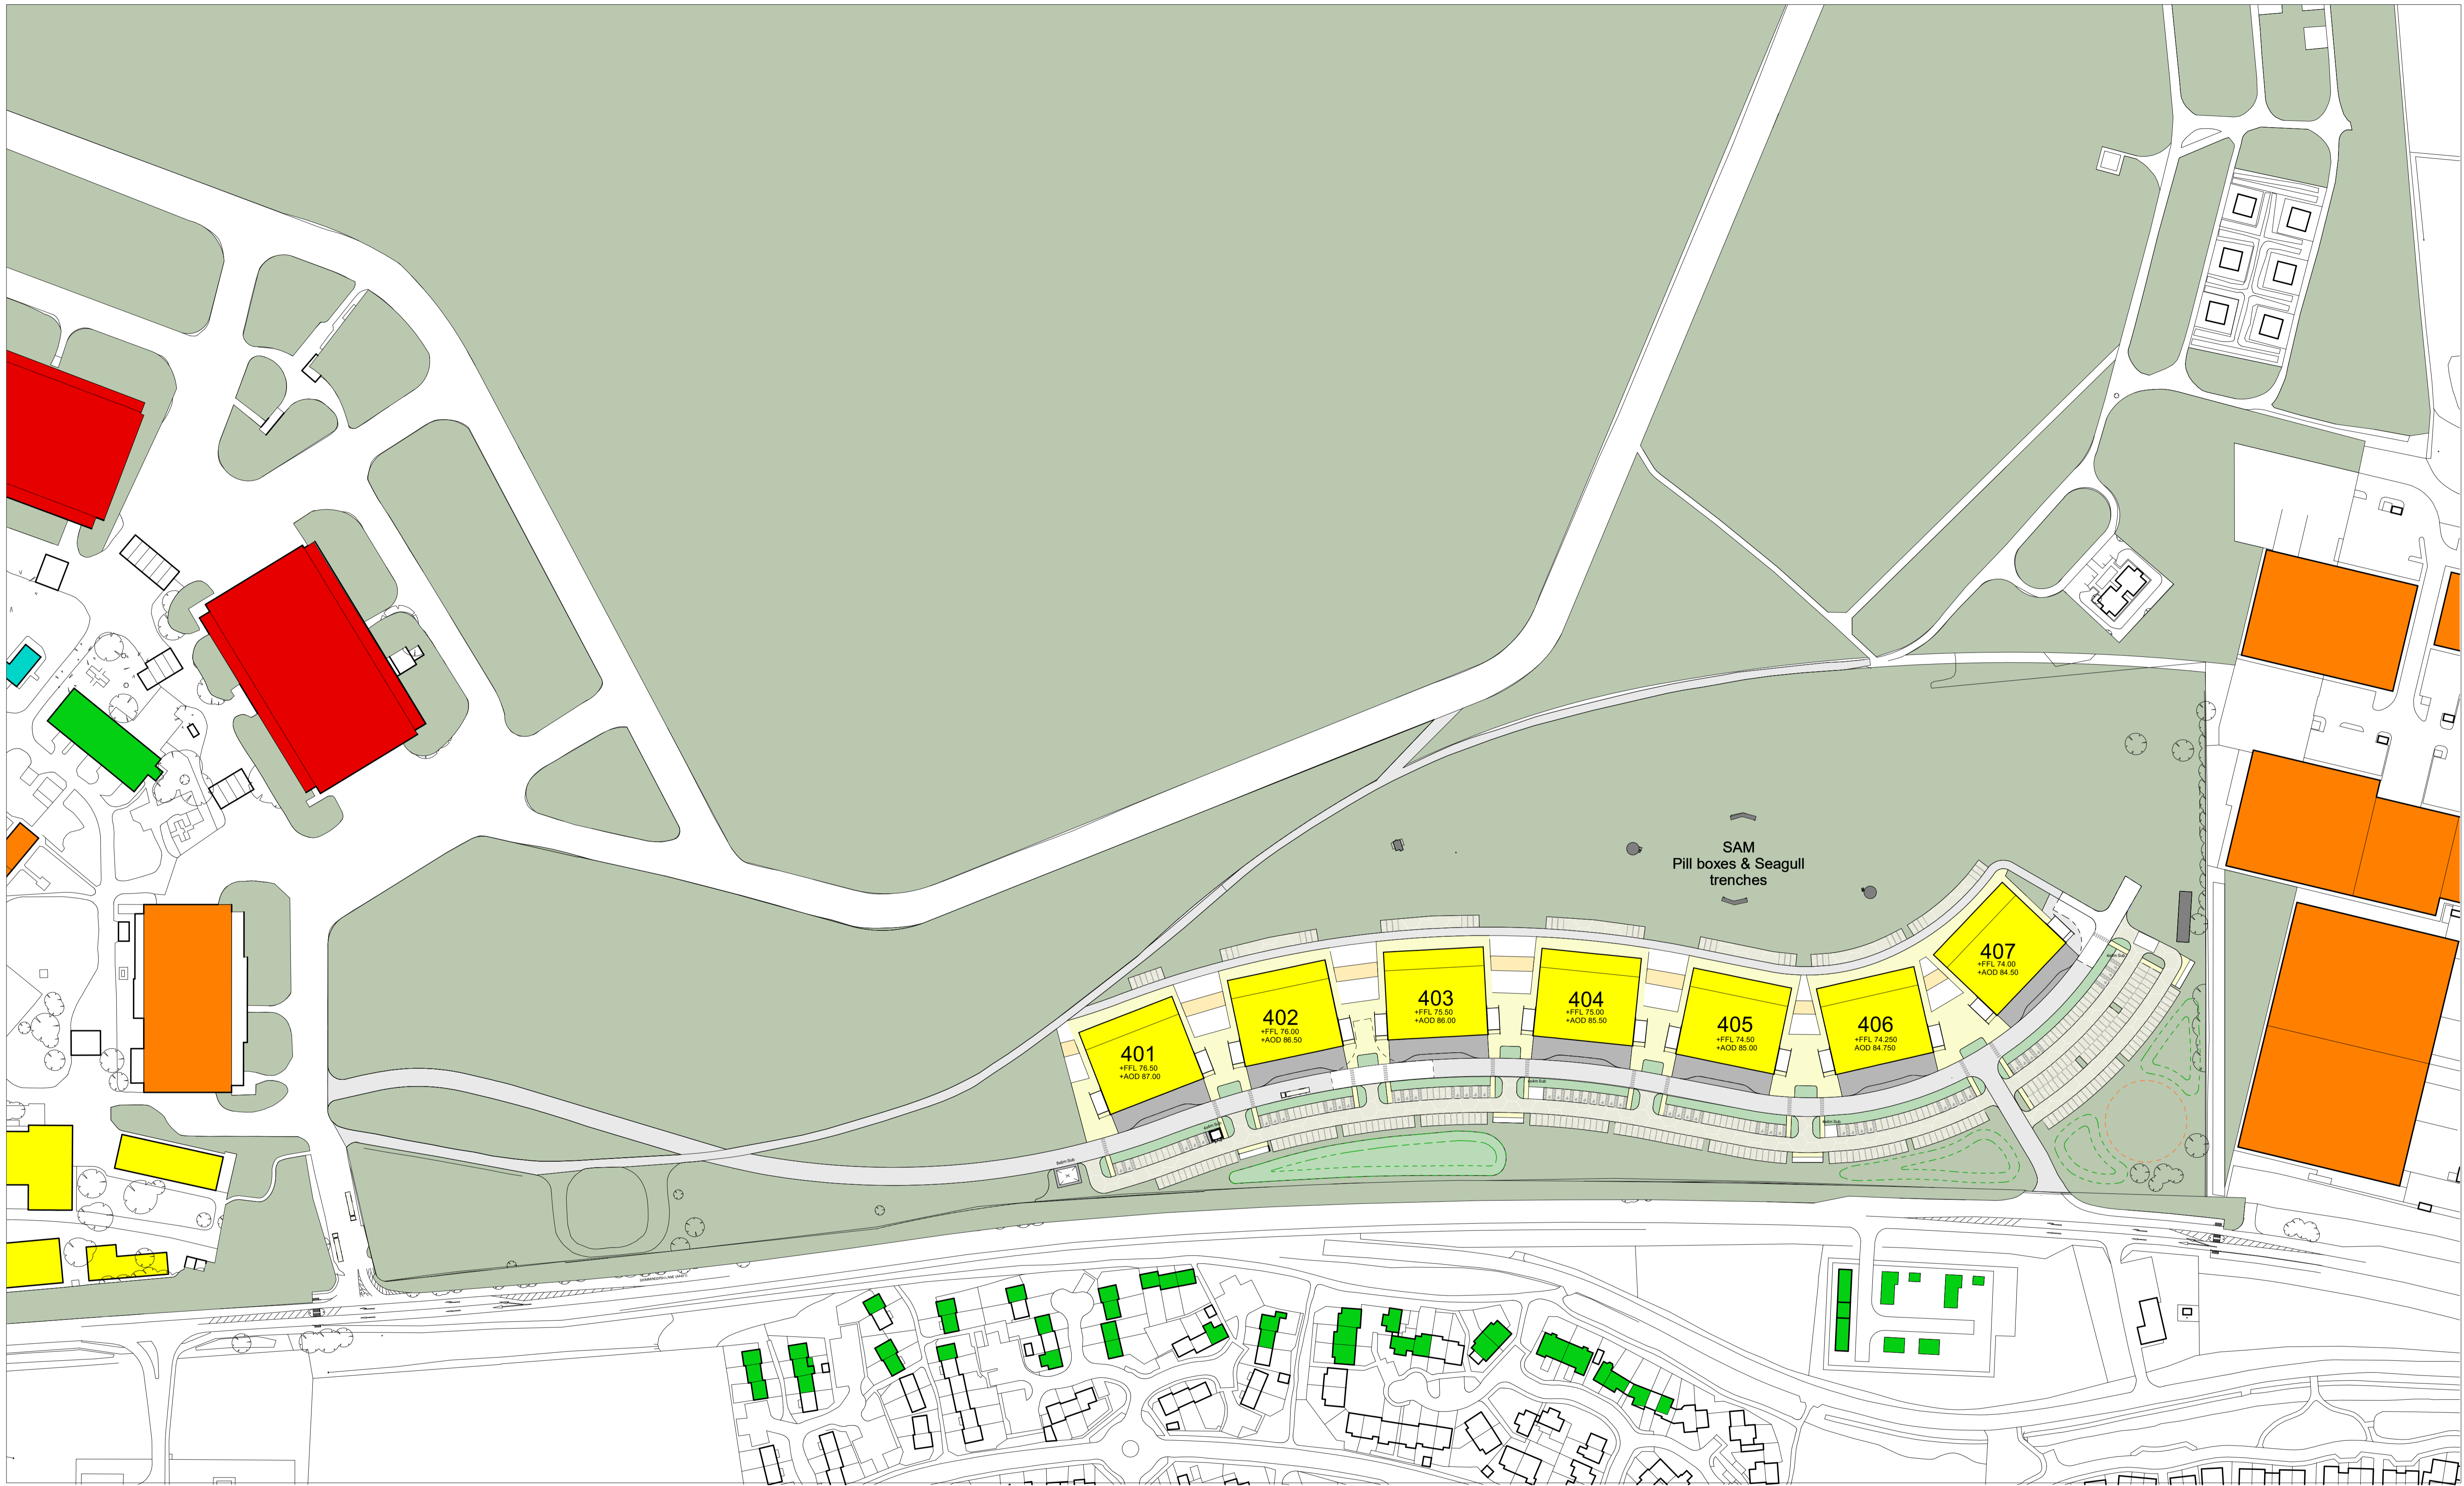 SAM
Pill boxes & Seagull
trenches
401
+FFL 76.50
+AOD 87.00
402
+FFL 76.00
+AOD 86.50
403
+FFL 75.50
+AOD 86.00
404
+FFL 75.00
+AOD 85.50
405
+FFL 74.50
+AOD 85.00
406
+FFL 74.250
AOD 84.750
407
+FFL 74.00
+AOD 84.50